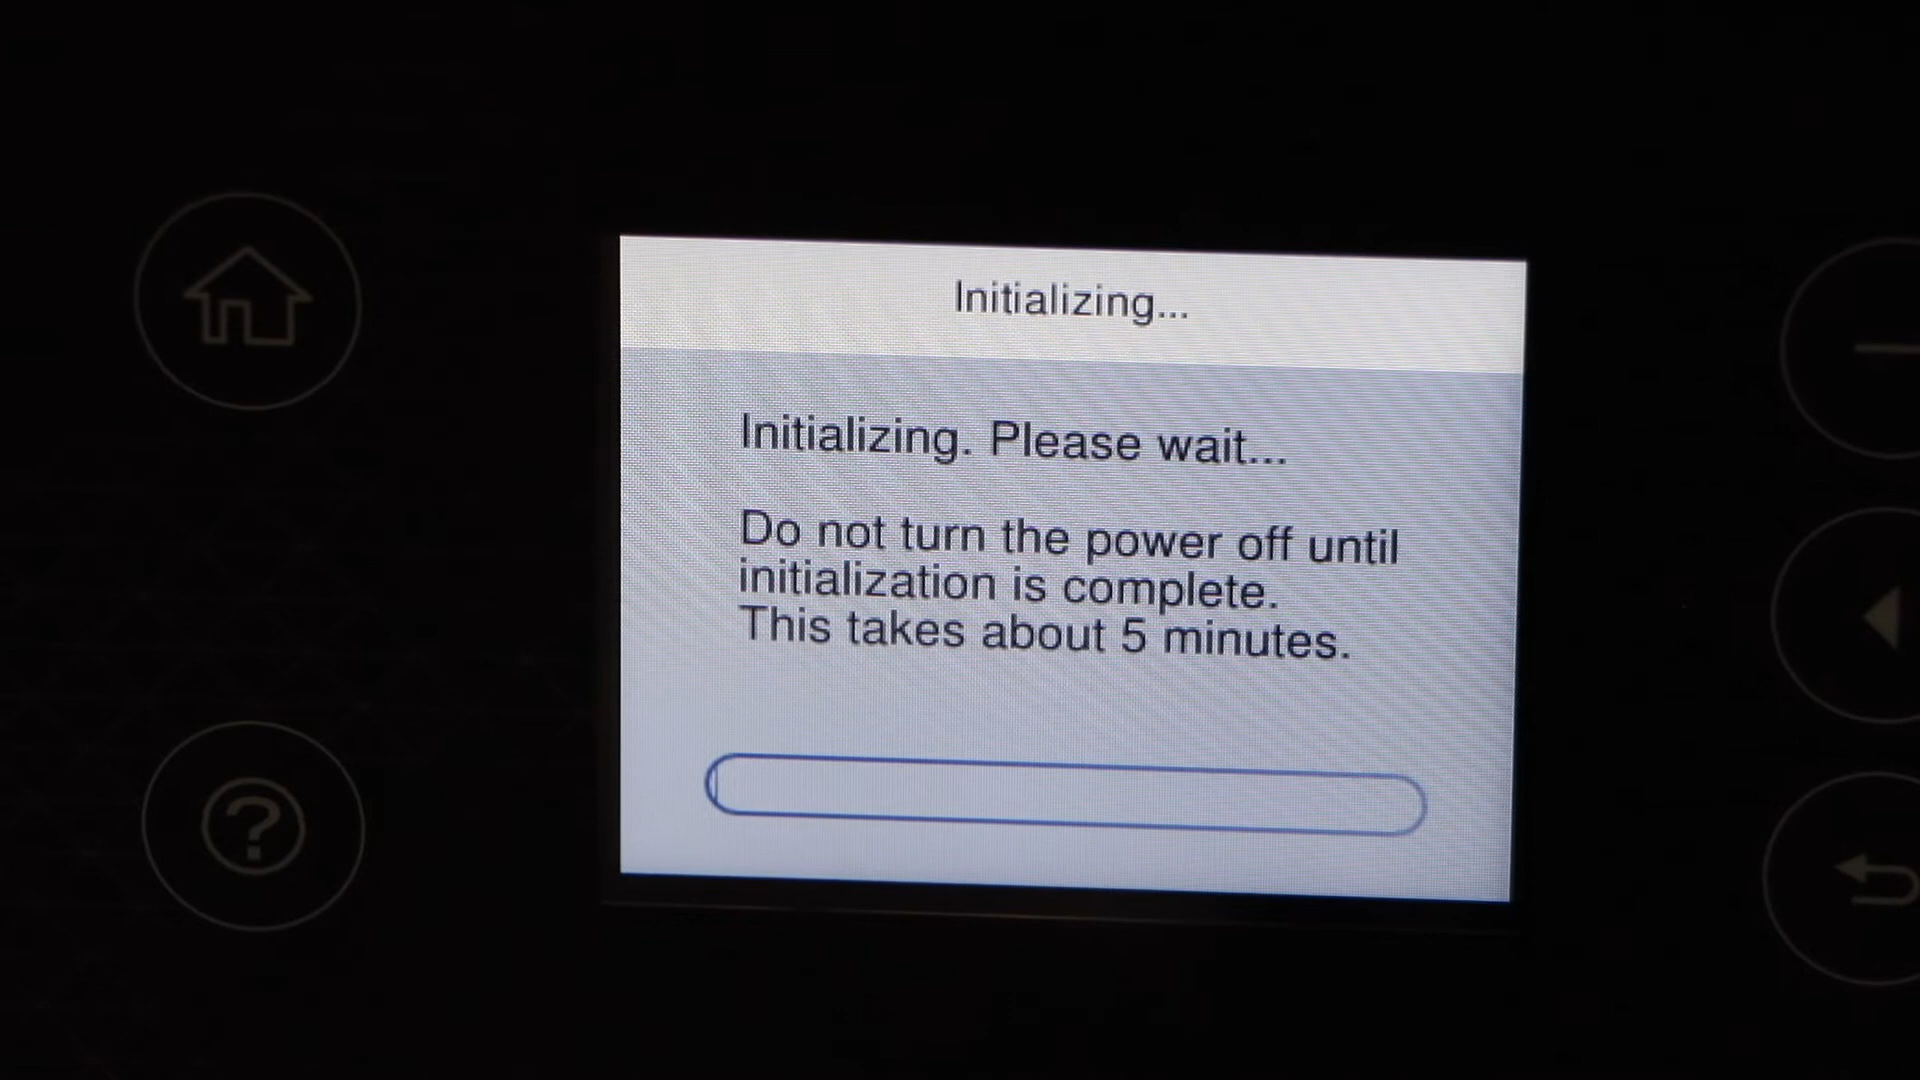 Initializing...
Initializing. Please wait...
Do not turn the power off until
initialization is complete.
This takes about 5 minutes.
?